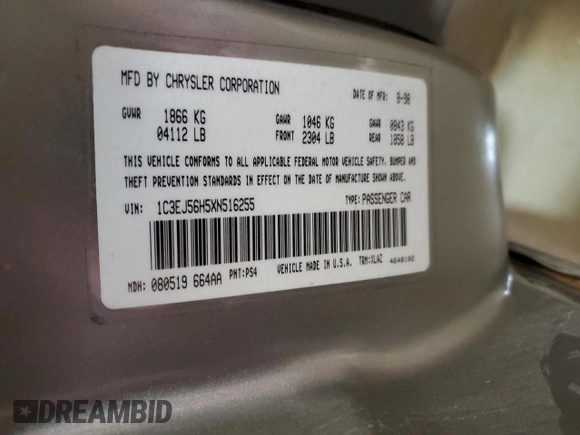 MFD BY CHRYSLER CORPORATION
DATE OF MFR: 8-98
GVWR 1866 KG GAWR 1046 KG GAWR 0843 KG
04112 LB FRONT 2304 LB REAR 1858 LB
THIS VEHICLE CONFORMS TO ALL APPLICABLE FEDERAL MOTOR VEHICLE SAFETY, BUMPER AND
THEFT PREVENTION STANDARDS IN EFFECT ON THE DATE OF MANUFACTURE SHOWN ABOVE.
VIN: 1C3EJ56H5XN516255 TYPE: PASSENGER CAR
MDH: 080519 664AA PNT: PS4 VEHICLE MADE IN U.S.A. TRM: XLAZ 4648102
DREAMBID